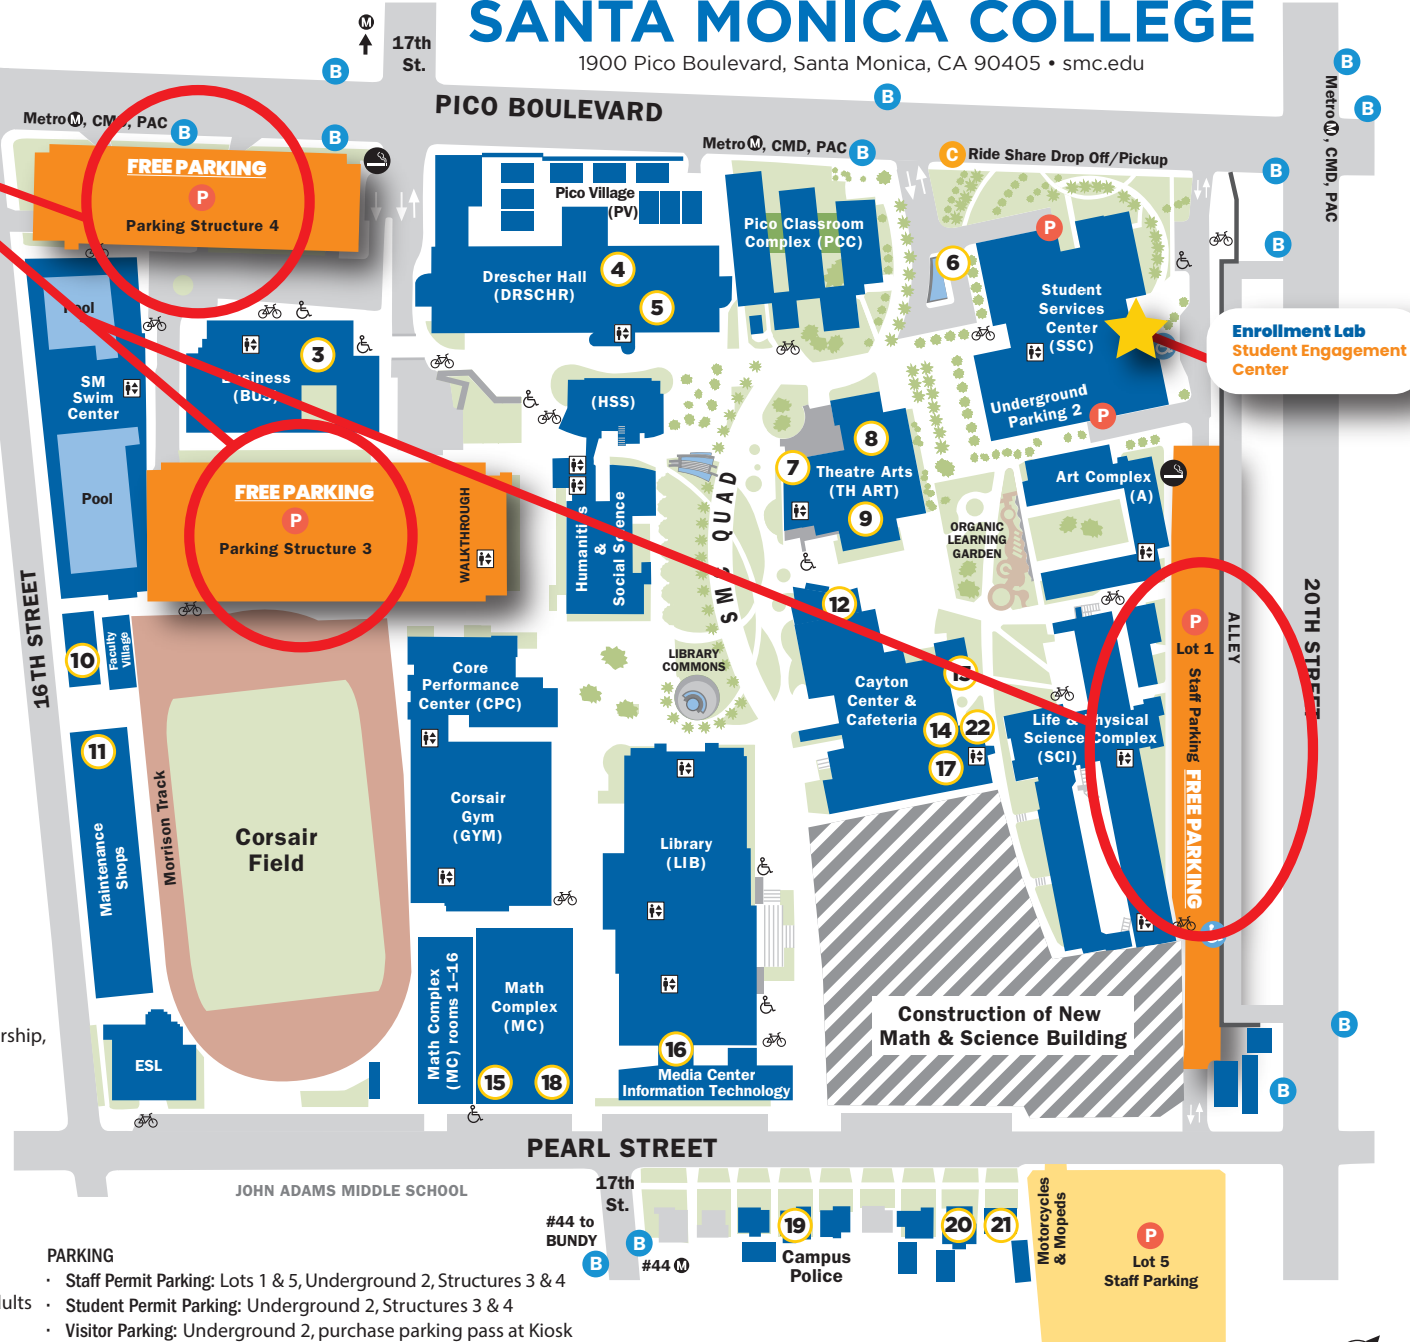 SANTA MONICA COLLEGE
1900 Pico Boulevard, Santa Monica, CA 90405 • smc.edu
M
17th
St.
B
B
B
PICO BOULEVARD
B
Metro M, CMD, PAC
B
B
Metro M, CMD, PAC
B
C Ride Share Drop Off/Pickup
B
Metro M, CMD, PAC
B
FREE PARKING
P
Parking Structure 4
Pico Village
(PV)
Pico Classroom
Complex (PCC)
P
6
Drescher Hall
(DRSCHR)
4
5
Student
Services
Center
(SSC)
Enrollment Lab
Student Engagement
Center
Pool
3
Business
(BUS)
SM
Swim
Center
(HSS)
Underground
Parking 2
P
8
7
Theatre Arts
(TH ART)
9
Art Complex
(A)
Pool
FREE PARKING
P
Parking Structure 3
WALKTHROUGH
Humanities
&
Social Science
SMC QUAD
ORGANIC
LEARNING
GARDEN
16TH STREET
10
Faculty
Village
12
P
Lot 1
Staff Parking
FREE PARKING
ALLEY
20TH STREET
Core
Performance
Center (CPC)
LIBRARY
COMMONS
Cayton
Center &
Cafeteria
13
14
22
17
Life & Physical
Science Complex
(SCI)
11
Maintenance
Shops
Morrison Track
Corsair
Field
Corsair
Gym
(GYM)
Library
(LIB)
Math Complex
(MC) rooms 1–16
Math
Complex
(MC)
Construction of New
Math & Science Building
B
rship,
ESL
15
18
16
Media Center
Information Technology
B
PEARL STREET
JOHN ADAMS MIDDLE SCHOOL
17th
St.
#44 to
BUNDY
B
B
#44 M
19
Campus
Police
20
21
Motorcycles
& Mopeds
P
Lot 5
Staff Parking
PARKING
· Staff Permit Parking: Lots 1 & 5, Underground 2, Structures 3 & 4
dults
· Student Permit Parking: Underground 2, Structures 3 & 4
· Visitor Parking: Underground 2, purchase parking pass at Kiosk